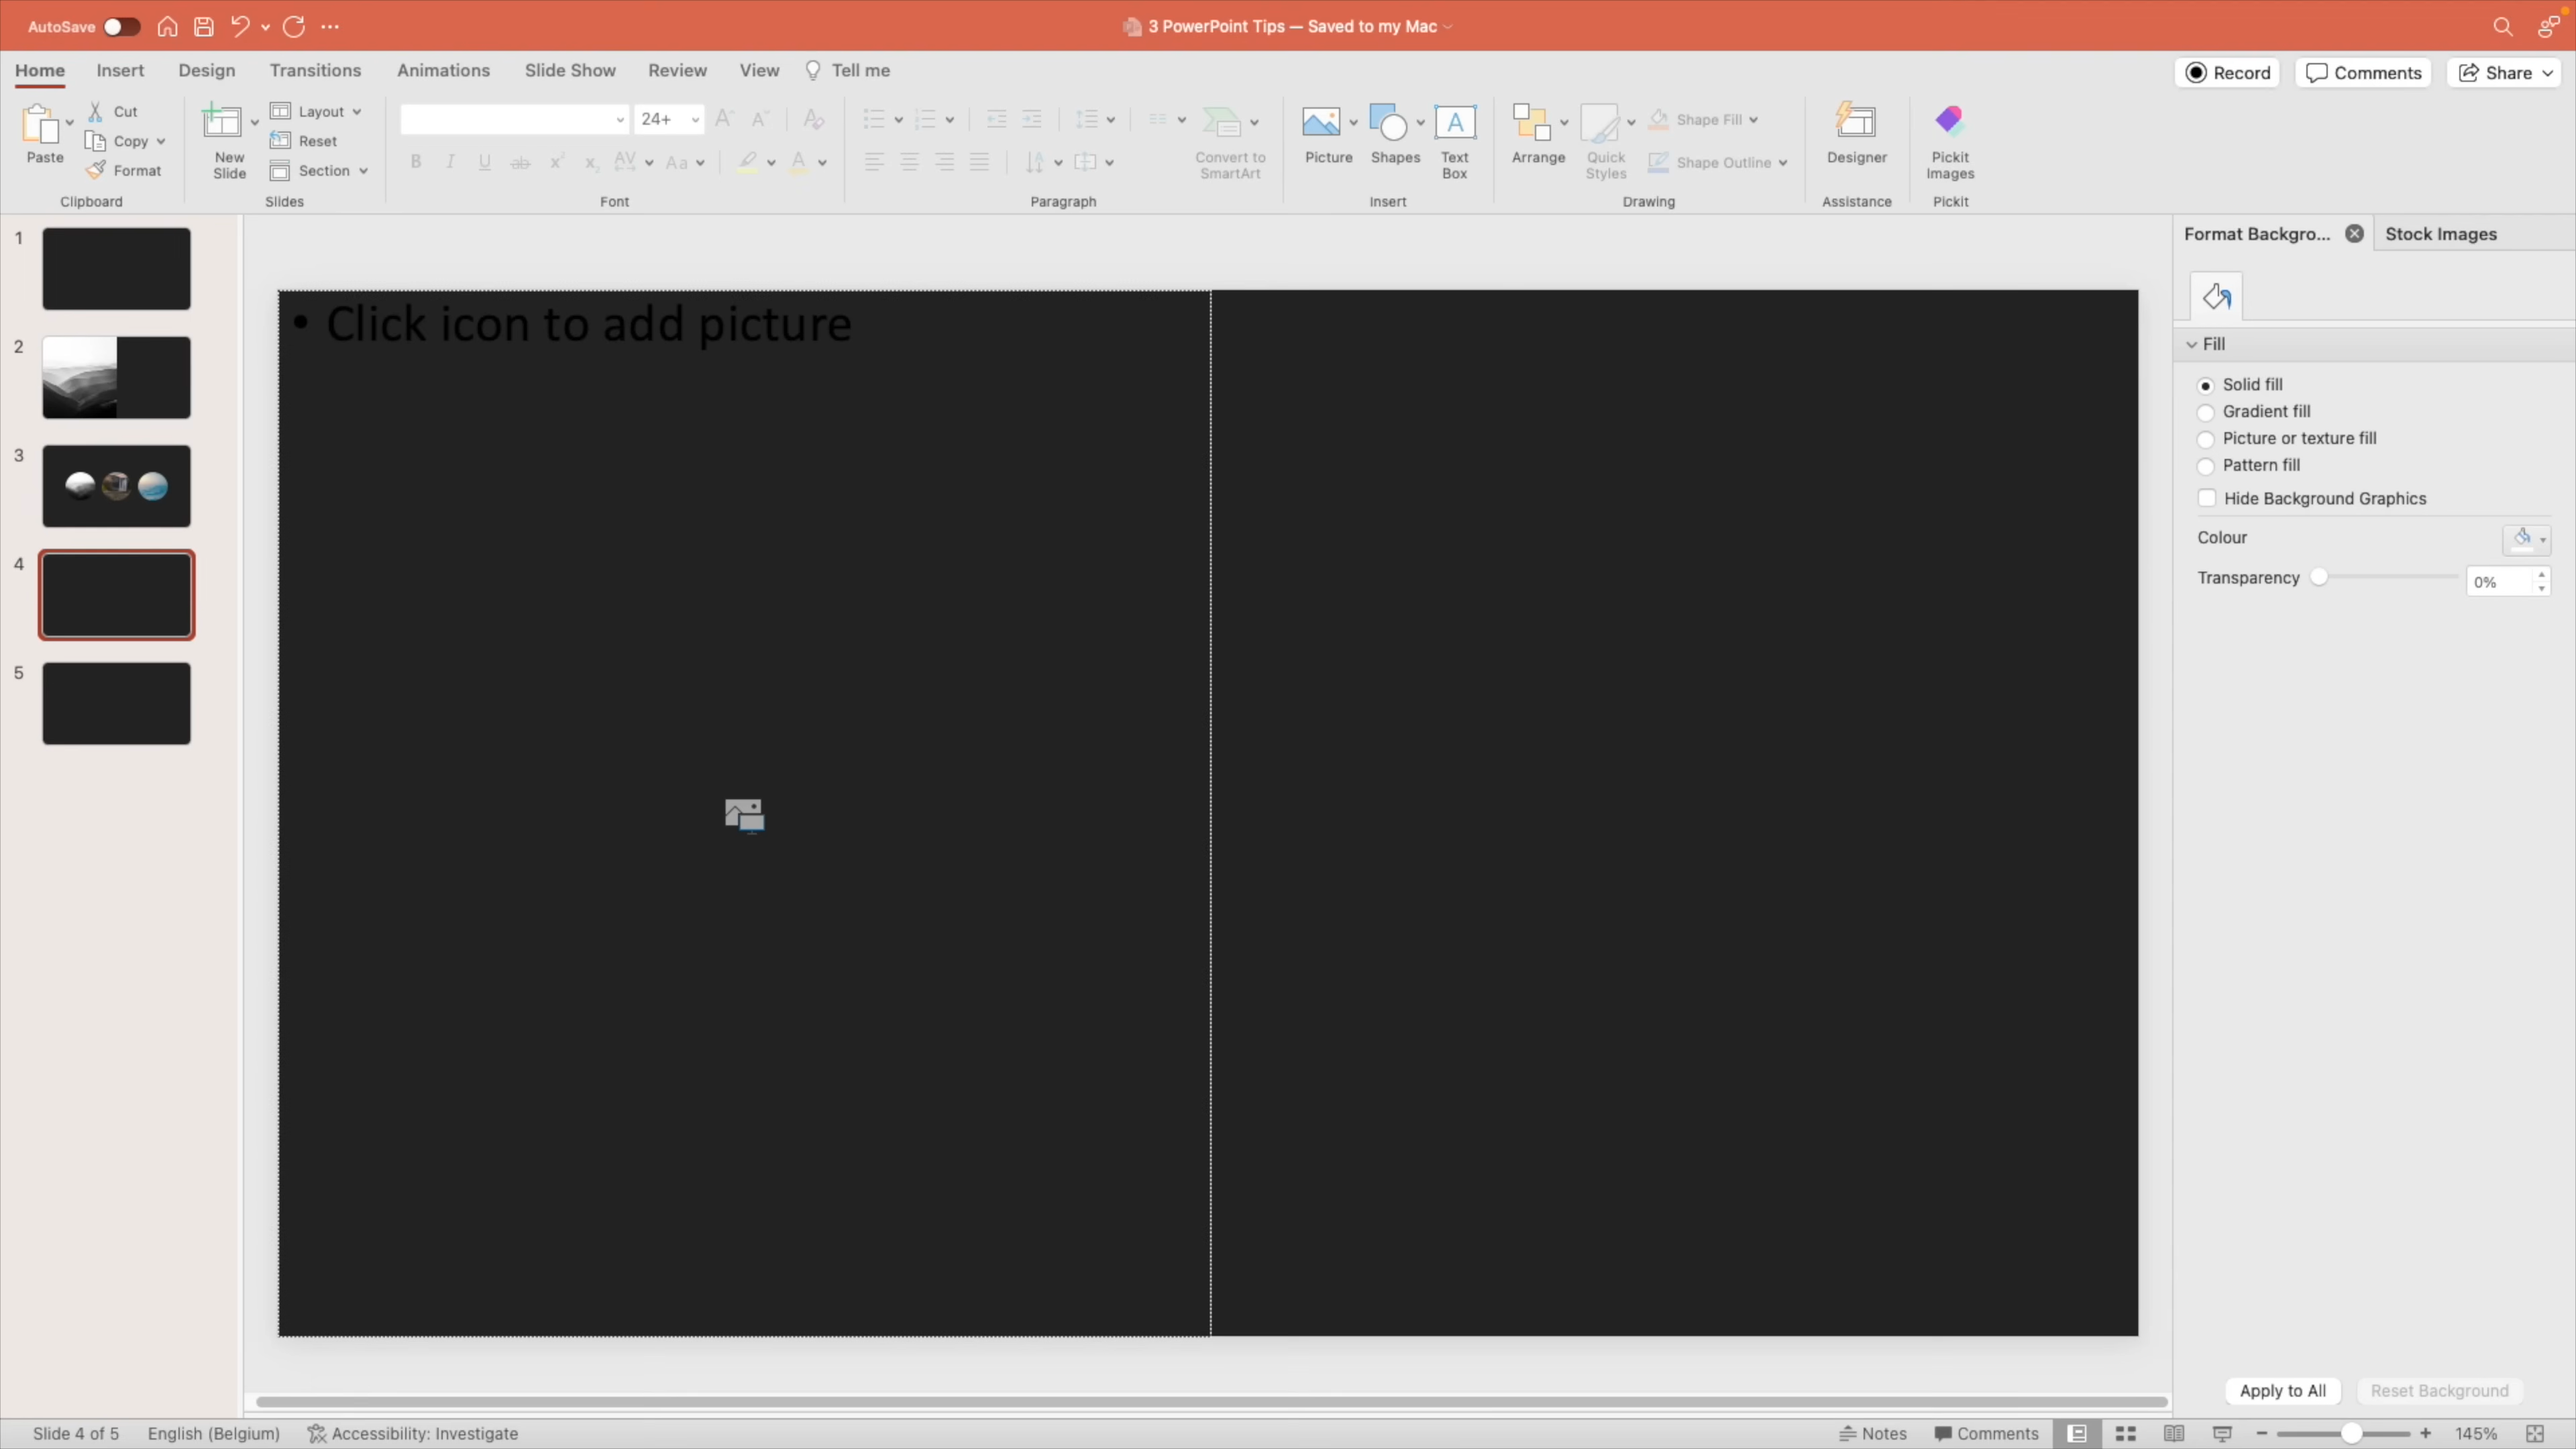 AutoSave
3 PowerPoint Tips — Saved to my Mac
Home Insert Design Transitions Animations Slide Show Review View Tell me
Record Comments Share
Paste
Cut
Copy
Format
Clipboard
New Slide
Layout
Reset
Section
Slides
24+
Font
Paragraph
Convert to SmartArt
Picture
Shapes
Text Box
Insert
Arrange
Quick Styles
Shape Fill
Shape Outline
Drawing
Designer
Assistance
Pickit Images
Pickit
1
2
3
4
5
• Click icon to add picture
Format Backgro... Stock Images
Fill
Solid fill
Gradient fill
Picture or texture fill
Pattern fill
Hide Background Graphics
Colour
Transparency 0%
Apply to All Reset Background
Slide 4 of 5 English (Belgium) Accessibility: Investigate Notes Comments 145%